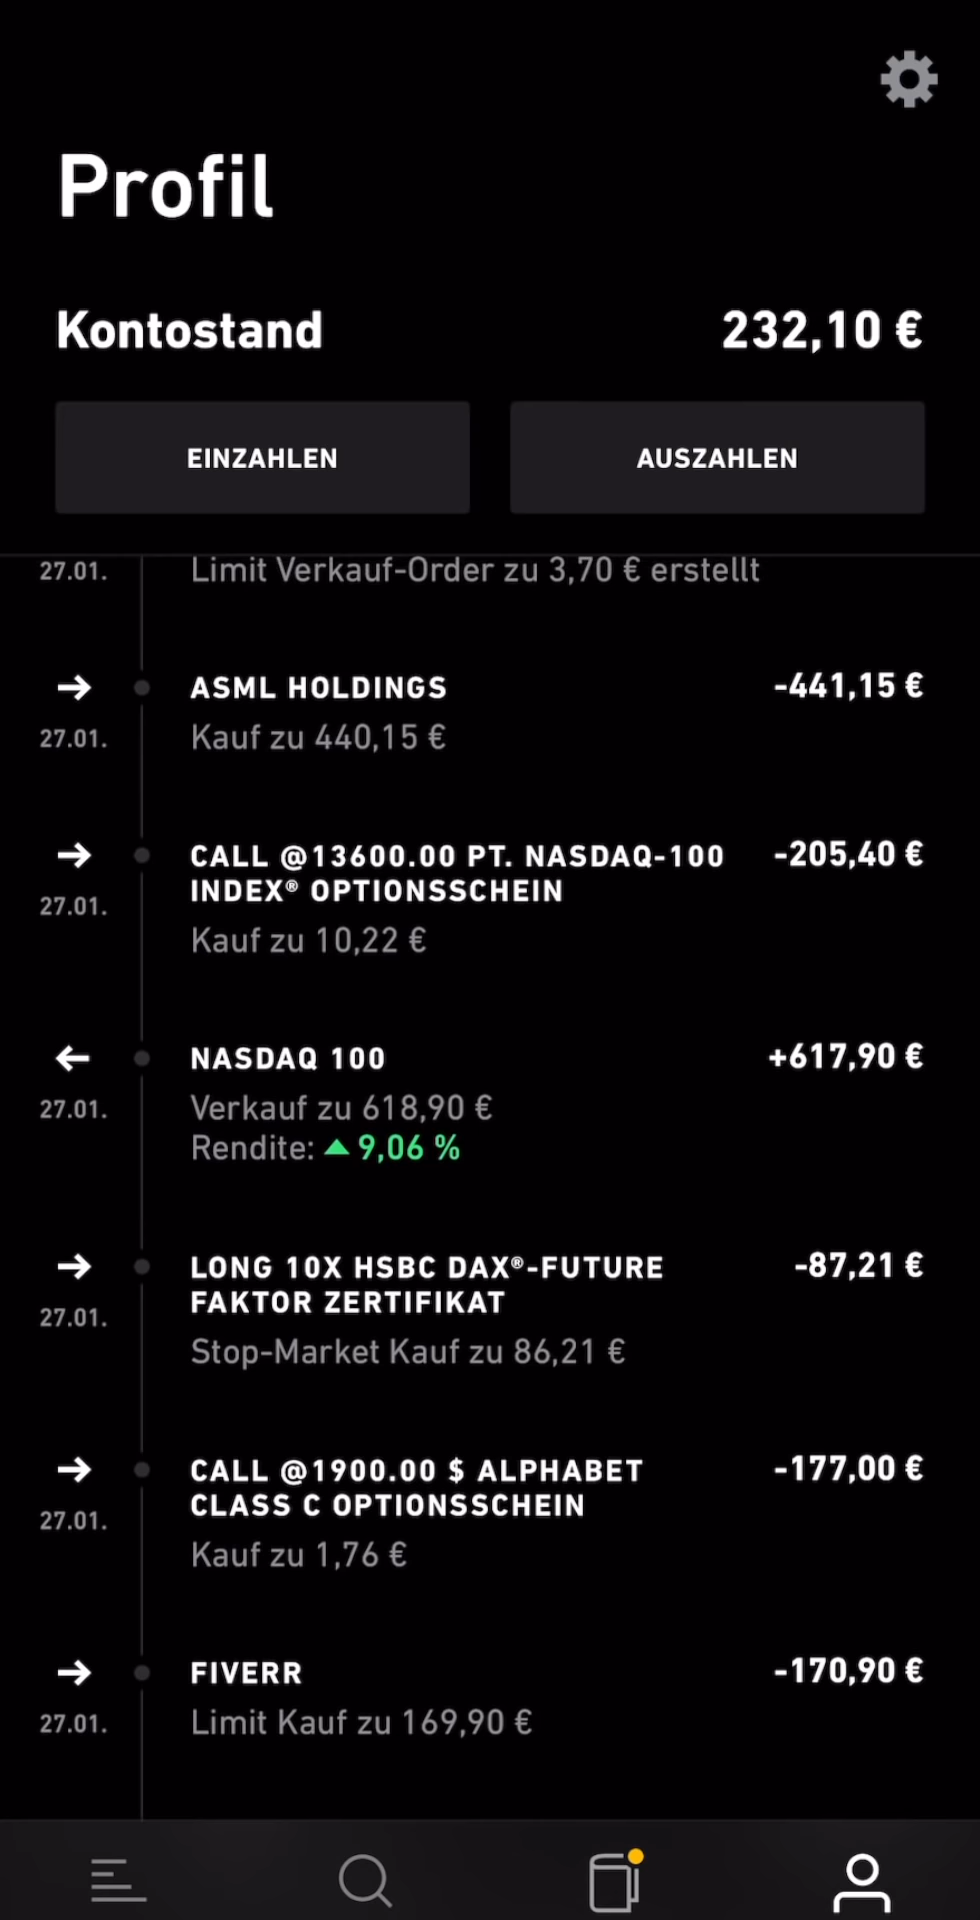 Profil
Kontostand 232,10 €
EINZAHLEN AUSZAHLEN
27.01. Limit Verkauf-Order zu 3,70 € erstellt
ASML HOLDINGS -441,15 €
27.01. Kauf zu 440,15 €
CALL @13600.00 PT. NASDAQ-100 -205,40 €
INDEX® OPTIONSSCHEIN
27.01.
Kauf zu 10,22 €
NASDAQ 100 +617,90 €
27.01. Verkauf zu 618,90 €
Rendite: ▲ 9,06 %
LONG 10X HSBC DAX®-FUTURE -87,21 €
FAKTOR ZERTIFIKAT
27.01.
Stop-Market Kauf zu 86,21 €
CALL @1900.00 $ ALPHABET -177,00 €
CLASS C OPTIONSSCHEIN
27.01.
Kauf zu 1,76 €
FIVERR -170,90 €
27.01. Limit Kauf zu 169,90 €